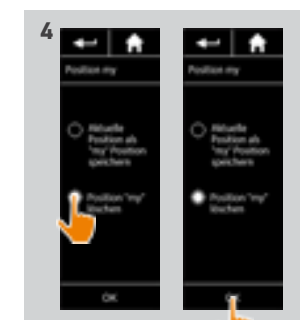 4
Position my
Aktuelle
Position als
"my" Position
speichern
Position "my"
löschen
OK
Position my
Aktuelle
Position als
"my" Position
speichern
Position "my"
löschen
OK